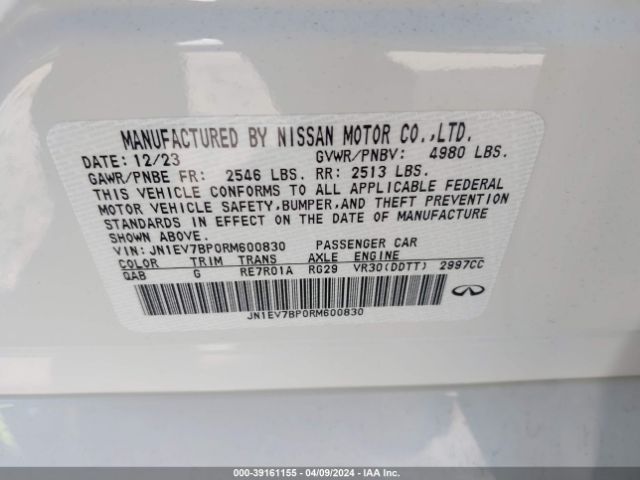 MANUFACTURED BY NISSAN MOTOR CO.,LTD.
DATE: 12/23 GVWR/PNBV: 4980 LBS.
GAWR/PNBE FR: 2546 LBS. RR: 2513 LBS.
THIS VEHICLE CONFORMS TO ALL APPLICABLE FEDERAL
MOTOR VEHICLE SAFETY,BUMPER,AND THEFT PREVENTION
STANDARDS IN EFFECT ON THE DATE OF MANUFACTURE
SHOWN ABOVE.
VIN: JN1EV7BP0RM600830 PASSENGER CAR
COLOR TRIM TRANS AXLE ENGINE
QAB G RE7R01A RG29 VR30(DDTT) 2997CC
JN1EV7BP0RM600830
000-39161155 | 04/09/2024 - IAAI.COM